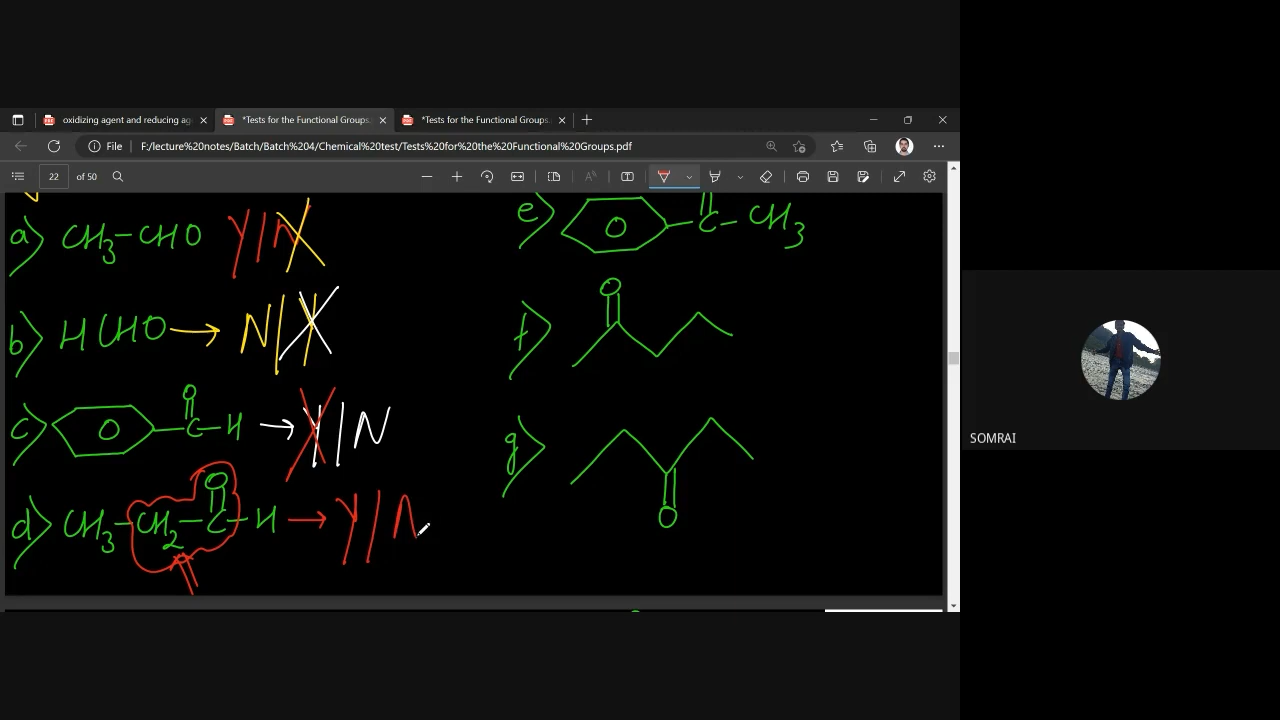 oxidizing agent and reducing ag
*Tests for the Functional Groups.
*Tests for the Functional Groups.
File F:/lecture%20notes/Batch/Batch%204/Chemical%20test/Tests%20for%20the%20Functional%20Groups.pdf
22 of 50
a) CH3-CHO Y/N
b) HCHO → N/Y
c) O O C-H → Y/N
d) CH3-CH2-C-H O → Y/N
e) O C-CH3
f) O
g) O
SOMRAI